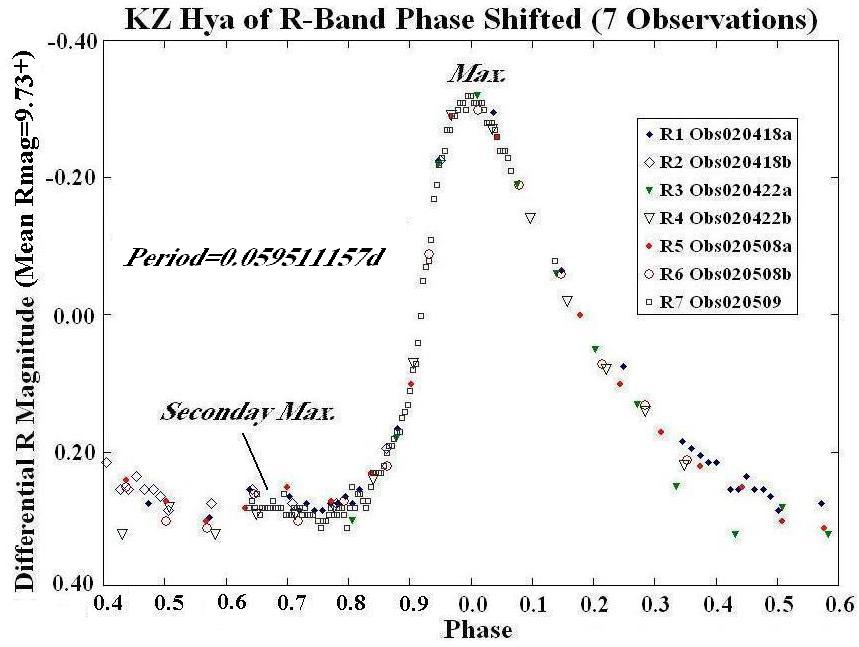 KZ Hya of R-Band Phase Shifted (7 Observations)
Differential R Magnitude (Mean Rmag=9.73+)
-0.40
-0.20
0.00
0.20
0.40
Max.
Period=0.059511157d
Seconday Max.
R1 Obs020418a
R2 Obs020418b
R3 Obs020422a
R4 Obs020422b
R5 Obs020508a
R6 Obs020508b
R7 Obs020509
0.4 0.5 0.6 0.7 0.8 0.9 0.0 0.1 0.2 0.3 0.4 0.5 0.6
Phase